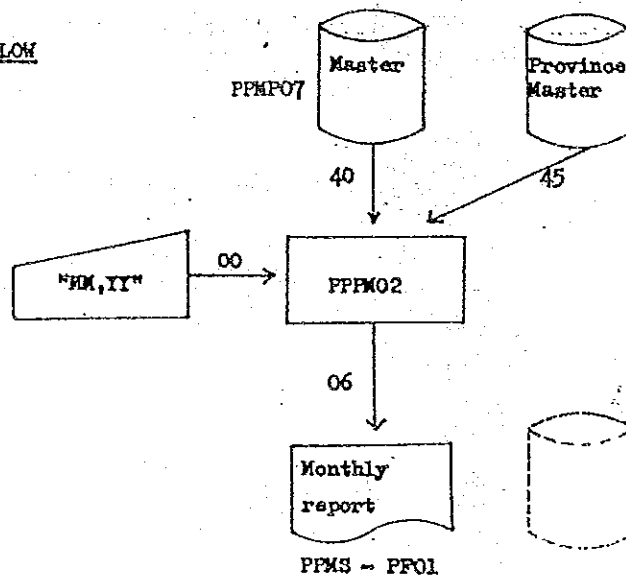 LOW
Master
PPMP07
Province
Master
40
45
"MM,YY"
00
PPPM02
06
Monthly
report
PPMS - PF01